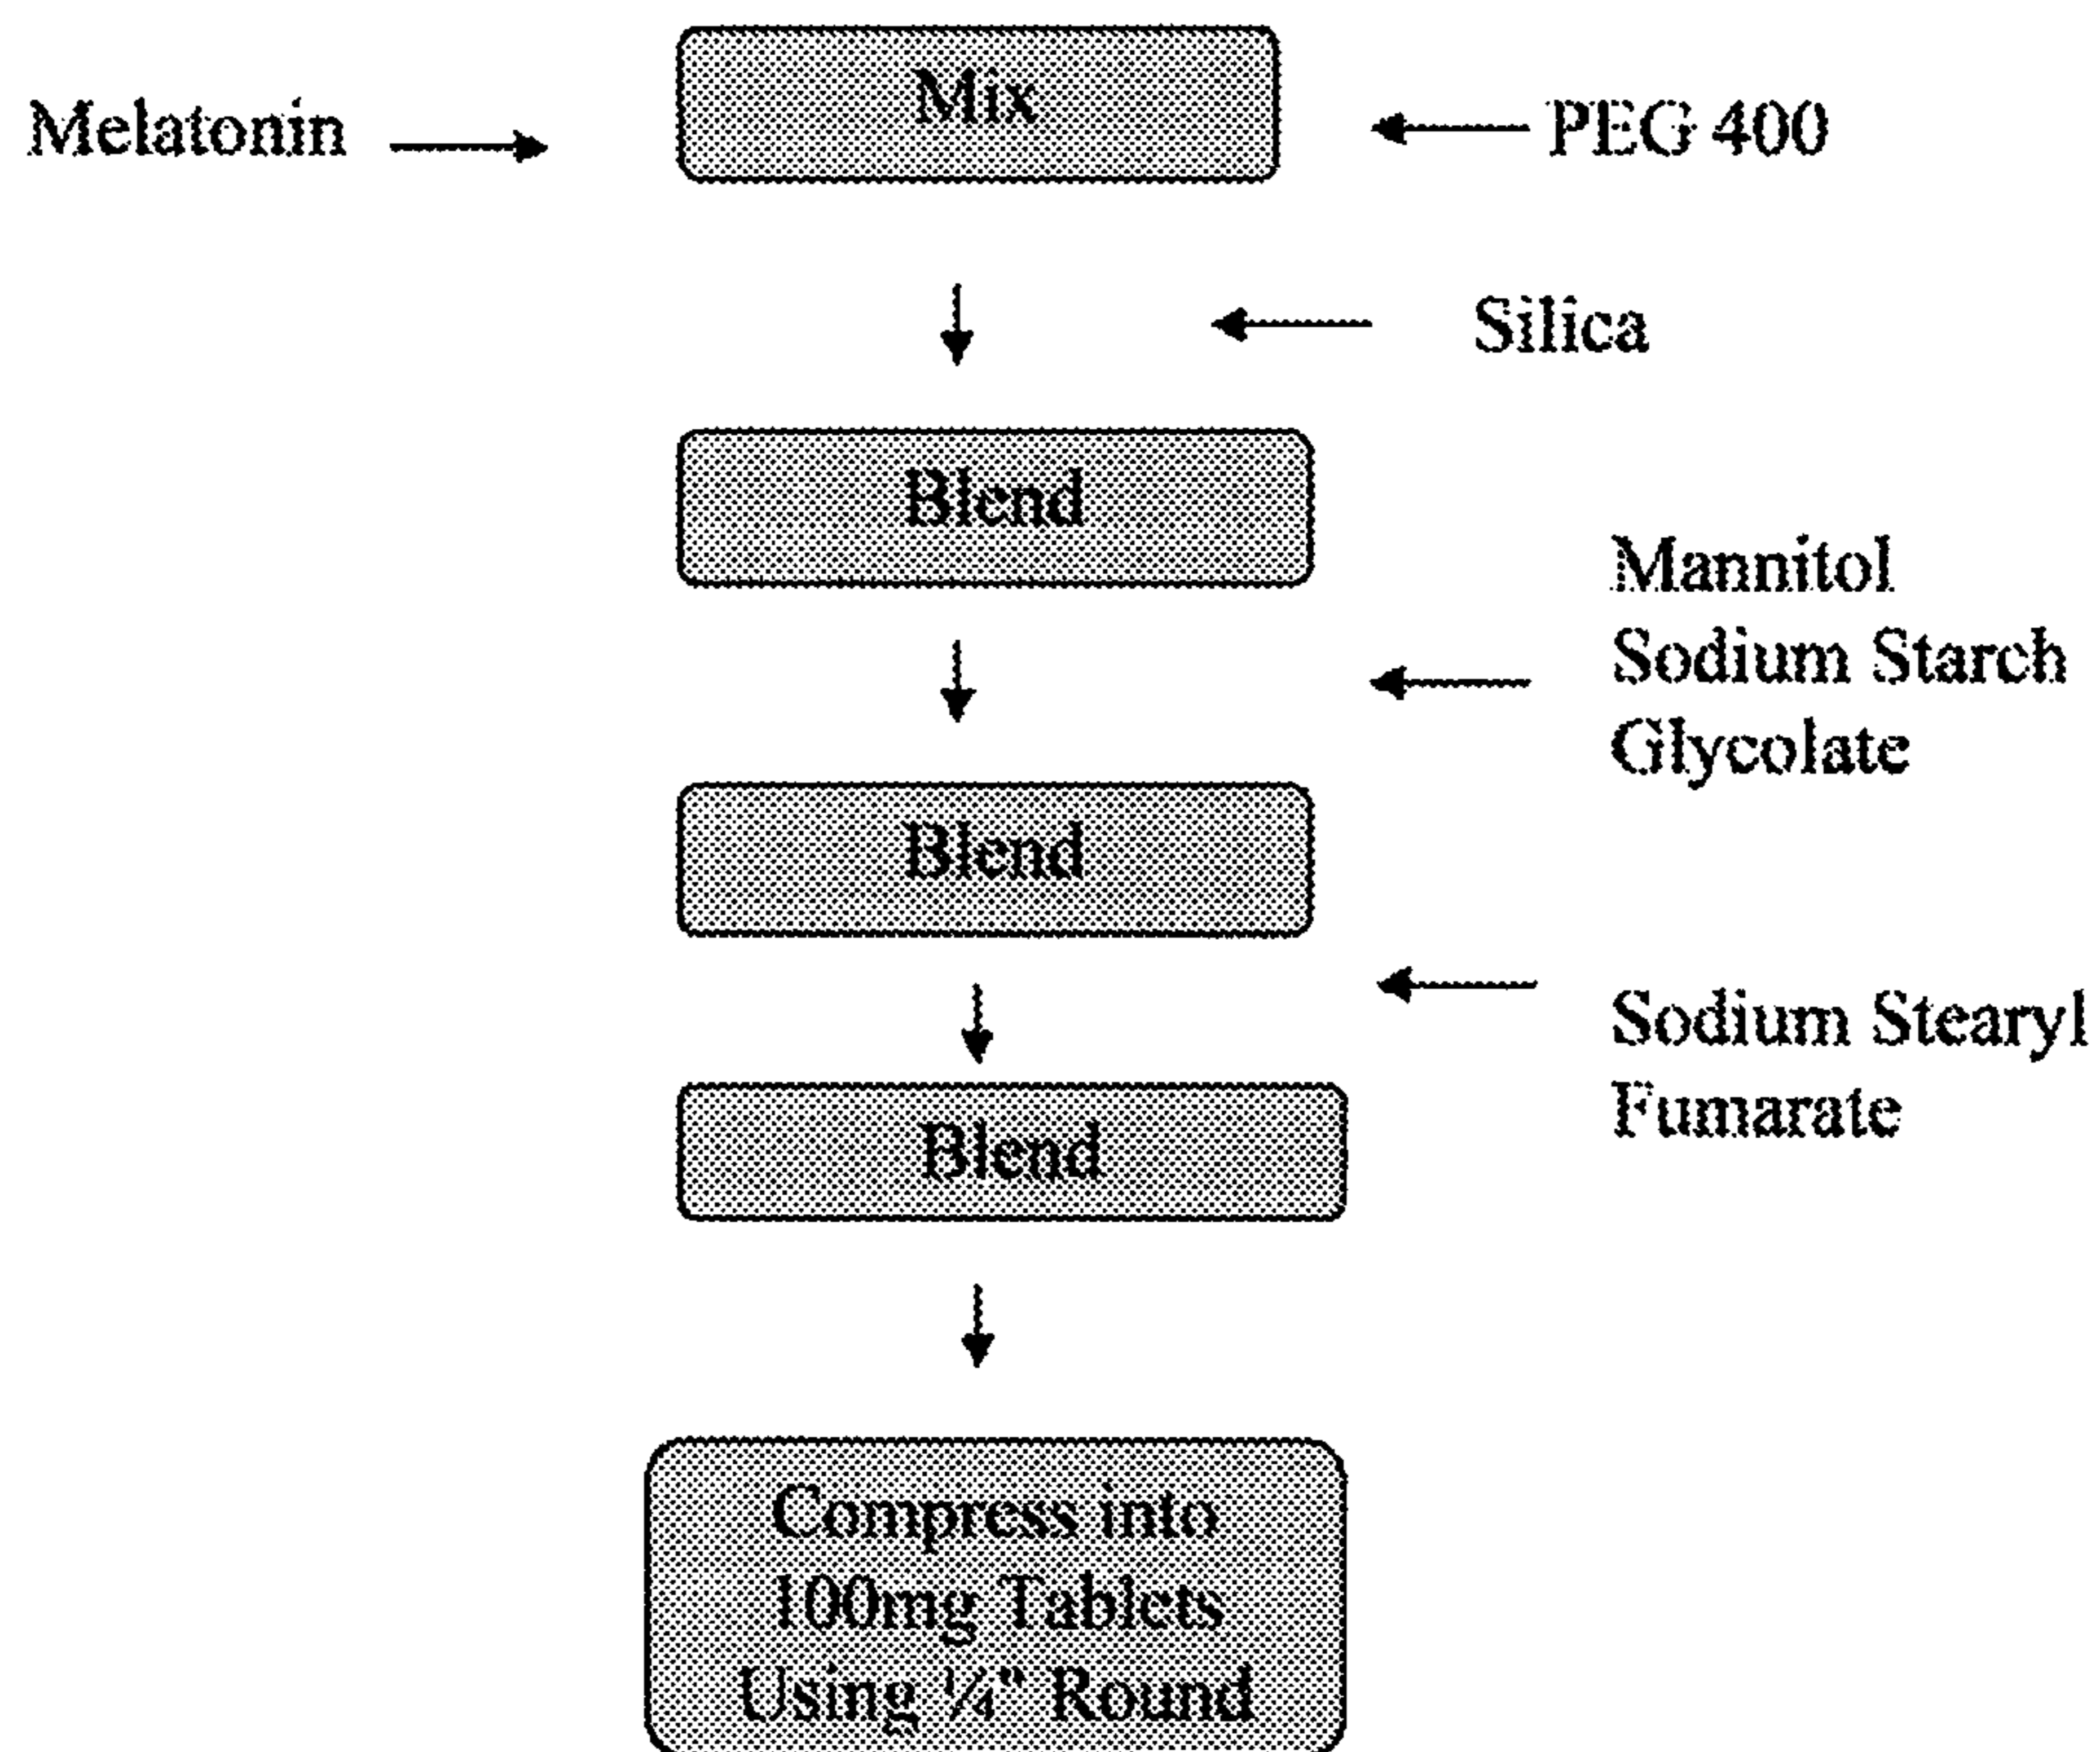 Mix
Melatonin
PEG 400
Silica
Blend
Mannitol
Sodium Starch
Glycolate
Blend
Sodium Stearyl
Fumarate
Blend
Compress into
100mg Tablets
Using ¼" Round